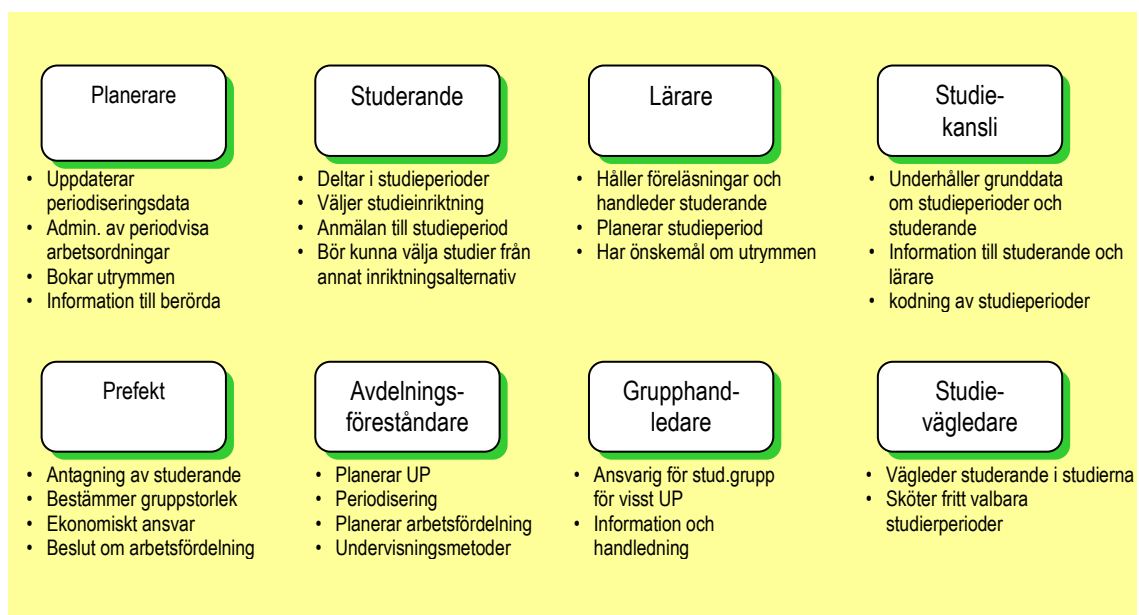 Planerare
• Uppdaterar
periodiseringsdata
• Admin. av periodvisa
arbetsordningar
• Bokar utrymmen
• Information till berörda
Studerande
• Deltar i studieperioder
• Väljer studieinriktning
• Anmälan till studieperiod
• Bör kunna välja studier från
annat inriktningsalternativ
Lärare
• Håller föreläsningar och
handleder studerande
• Planerar studieperiod
• Har önskemål om utrymmen
Studie-
kansli
• Underhåller grunddata
om studieperioder och
studerande
• Information till studerande och
lärare
• kodning av studieperioder
Prefekt
• Antagning av studerande
• Bestämmer gruppstorlek
• Ekonomiskt ansvar
• Beslut om arbetsfördelning
Avdelnings-
föreståndare
• Planerar UP
• Periodisering
• Planerar arbetsfördelning
• Undervisningsmetoder
Grupphand-
ledare
• Ansvarig för stud.grupp
för visst UP
• Information och
handledning
Studie-
vägledare
• Vägleder studerande i studierna
• Sköter fritt valbara
studierperioder